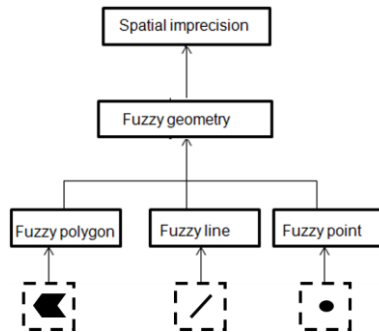 Spatial imprecision
Fuzzy geometry
Fuzzy polygon
Fuzzy line
Fuzzy point